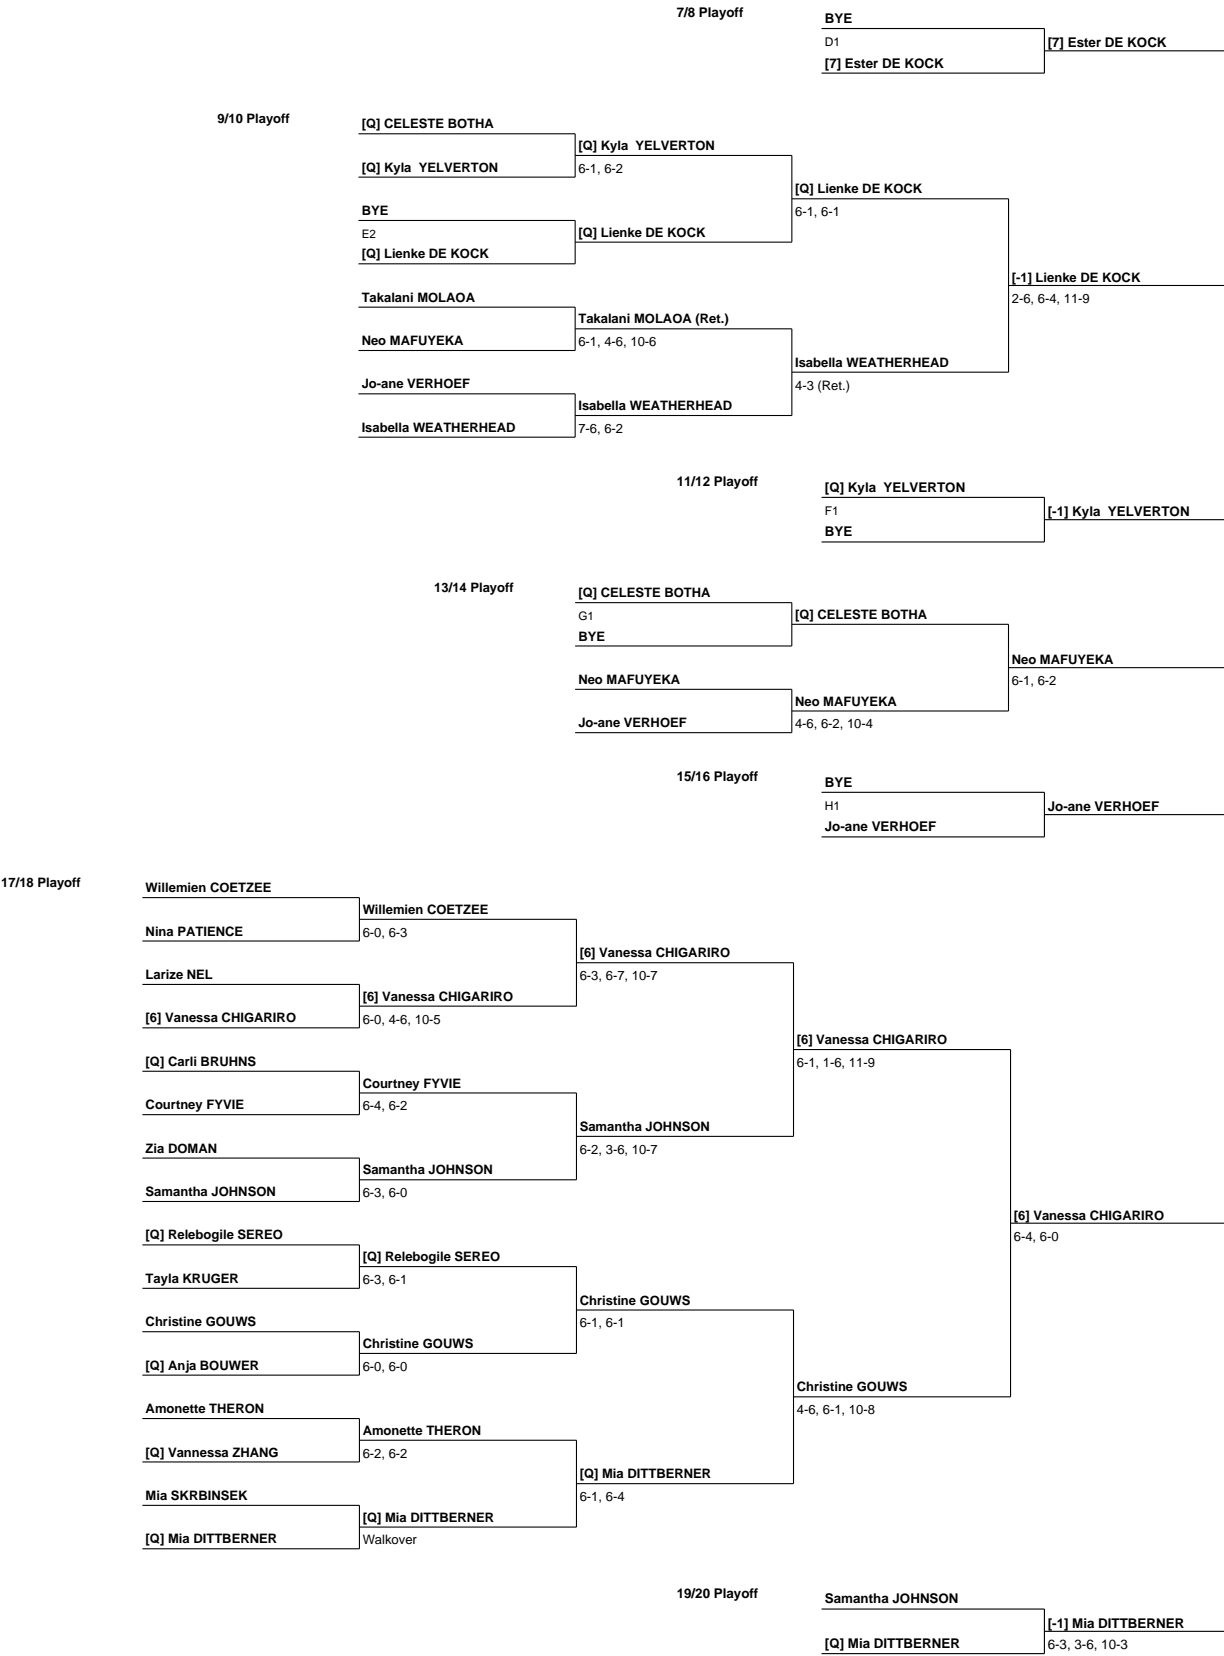 7/8 Playoff
BYE
D1
[7] Ester DE KOCK
[7] Ester DE KOCK
9/10 Playoff
[Q] CELESTE BOTHA
[Q] Kyla  YELVERTON
[Q] Kyla  YELVERTON
6-1, 6-2
[Q] Lienke DE KOCK
BYE
6-1, 6-1
E2
[Q] Lienke DE KOCK
[Q] Lienke DE KOCK
[-1] Lienke DE KOCK
Takalani MOLAOA
2-6, 6-4, 11-9
Takalani MOLAOA (Ret.)
Neo MAFUYEKA
6-1, 4-6, 10-6
Isabella WEATHERHEAD
Jo-ane VERHOEF
4-3 (Ret.)
Isabella WEATHERHEAD
Isabella WEATHERHEAD
7-6, 6-2
11/12 Playoff
[Q] Kyla  YELVERTON
F1
[-1] Kyla  YELVERTON
BYE
13/14 Playoff
[Q] CELESTE BOTHA
G1
[Q] CELESTE BOTHA
BYE
Neo MAFUYEKA
Neo MAFUYEKA
6-1, 6-2
Neo MAFUYEKA
Jo-ane VERHOEF
4-6, 6-2, 10-4
15/16 Playoff
BYE
H1
Jo-ane VERHOEF
Jo-ane VERHOEF
17/18 Playoff
Willemien COETZEE
Willemien COETZEE
Nina PATIENCE
6-0, 6-3
[6] Vanessa CHIGARIRO
Larize NEL
6-3, 6-7, 10-7
[6] Vanessa CHIGARIRO
[6] Vanessa CHIGARIRO
6-0, 4-6, 10-5
[6] Vanessa CHIGARIRO
[Q] Carli BRUHNS
6-1, 1-6, 11-9
Courtney FYVIE
Courtney FYVIE
6-4, 6-2
Samantha JOHNSON
Zia DOMAN
6-2, 3-6, 10-7
Samantha JOHNSON
Samantha JOHNSON
6-3, 6-0
[6] Vanessa CHIGARIRO
[Q] Relebogile SEREO
6-4, 6-0
[Q] Relebogile SEREO
Tayla KRUGER
6-3, 6-1
Christine GOUWS
Christine GOUWS
6-1, 6-1
Christine GOUWS
[Q] Anja BOUWER
6-0, 6-0
Christine GOUWS
Amonette THERON
4-6, 6-1, 10-8
Amonette THERON
[Q] Vannessa ZHANG
6-2, 6-2
[Q] Mia DITTBERNER
Mia SKRBINSEK
6-1, 6-4
[Q] Mia DITTBERNER
[Q] Mia DITTBERNER
Walkover
19/20 Playoff
Samantha JOHNSON
[-1] Mia DITTBERNER
[Q] Mia DITTBERNER
6-3, 3-6, 10-3